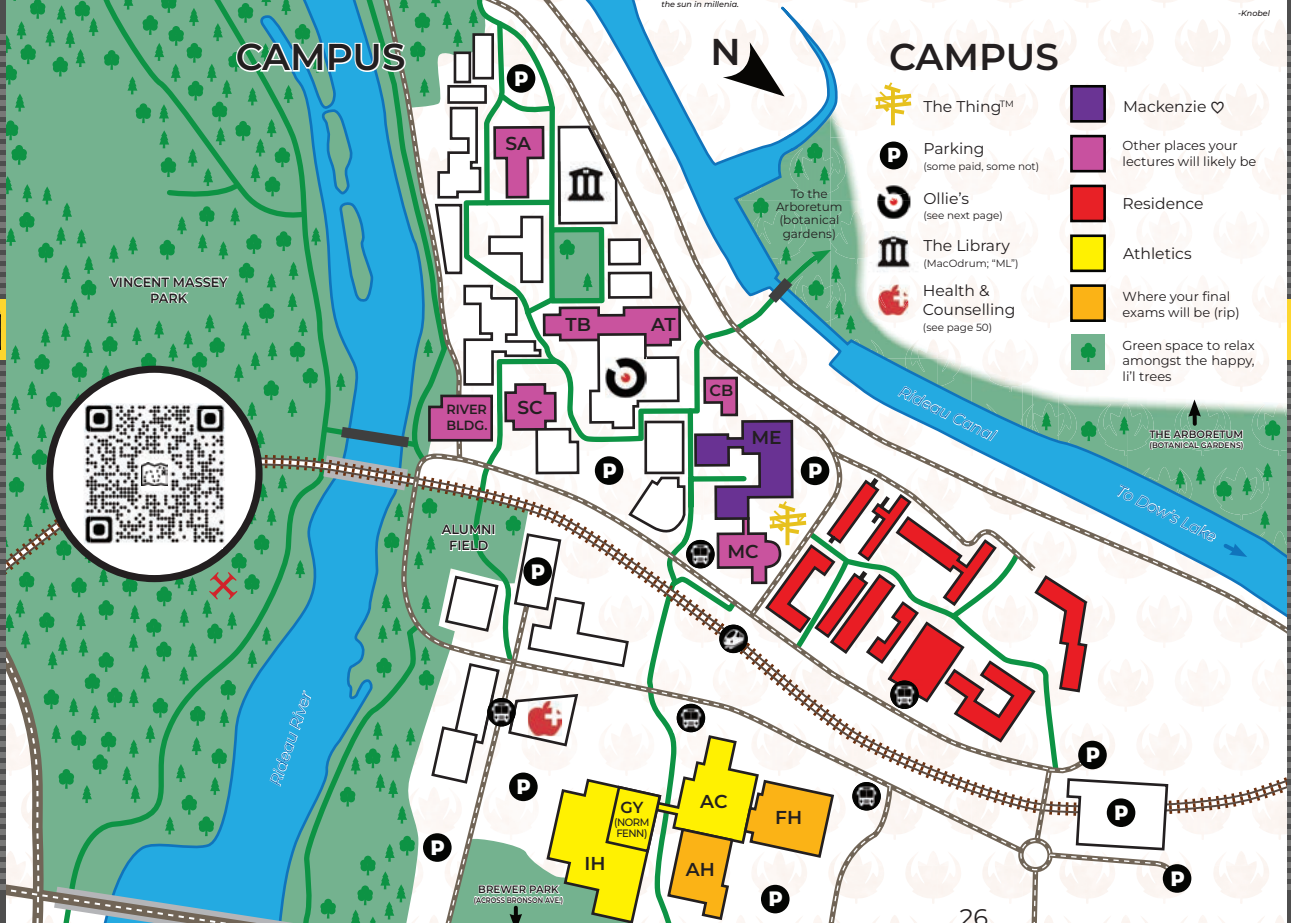 the sun in millenia.
-Knobel
CAMPUS
N
CAMPUS
The Thing™
Parking
(some paid, some not)
Ollie's
(see next page)
The Library
(MacOdrum; "ML")
Health &
Counselling
(see page 50)
Mackenzie ♡
Other places your
lectures will likely be
Residence
Athletics
Where your final
exams will be (rip)
Green space to relax
amongst the happy,
li'l trees
P
P
SA
To the
Arboretum
(botanical
gardens)
VINCENT MASSEY
PARK
TB
AT
CB
RIVER
BLDG.
SC
ME
Rideau Canal
THE ARBORETUM
(BOTANICAL GARDENS)
P
P
To Dow's Lake
ALUMNI
FIELD
MC
P
Rideau River
P
P
AC
GY
(NORM
FENN)
FH
P
P
IH
AH
P
P
P
BREWER PARK
(ACROSS BRONSON AVE.)
26